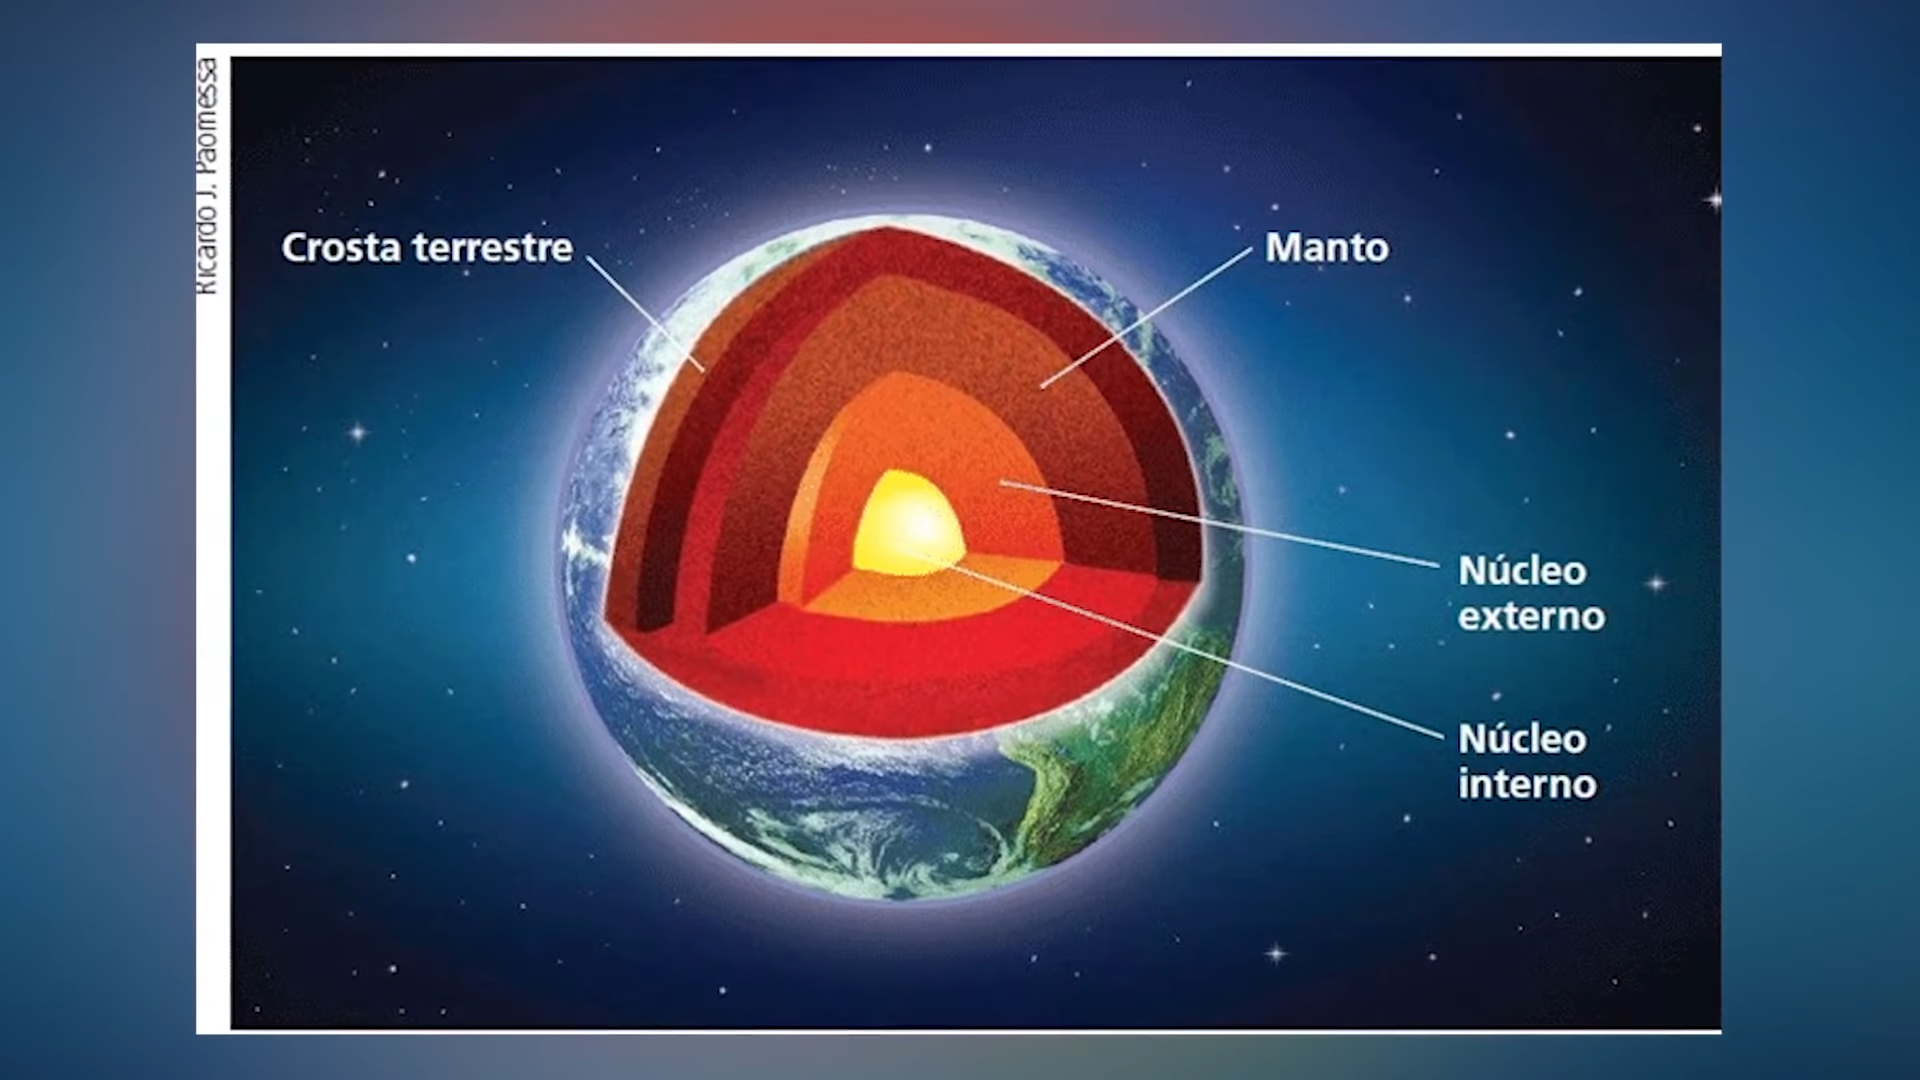 Ricardo J. Paomessa
Crosta terrestre
Manto
Núcleo
externo
Núcleo
interno